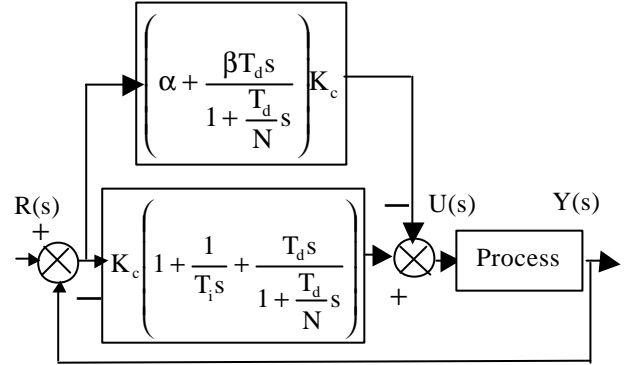 (α + βT_d s / (1 + (T_d / N) s)) K_c
R(s)
+
−
K_c (1 + 1 / (T_i s) + T_d s / (1 + (T_d / N) s))
−
+
U(s)
Y(s)
Process